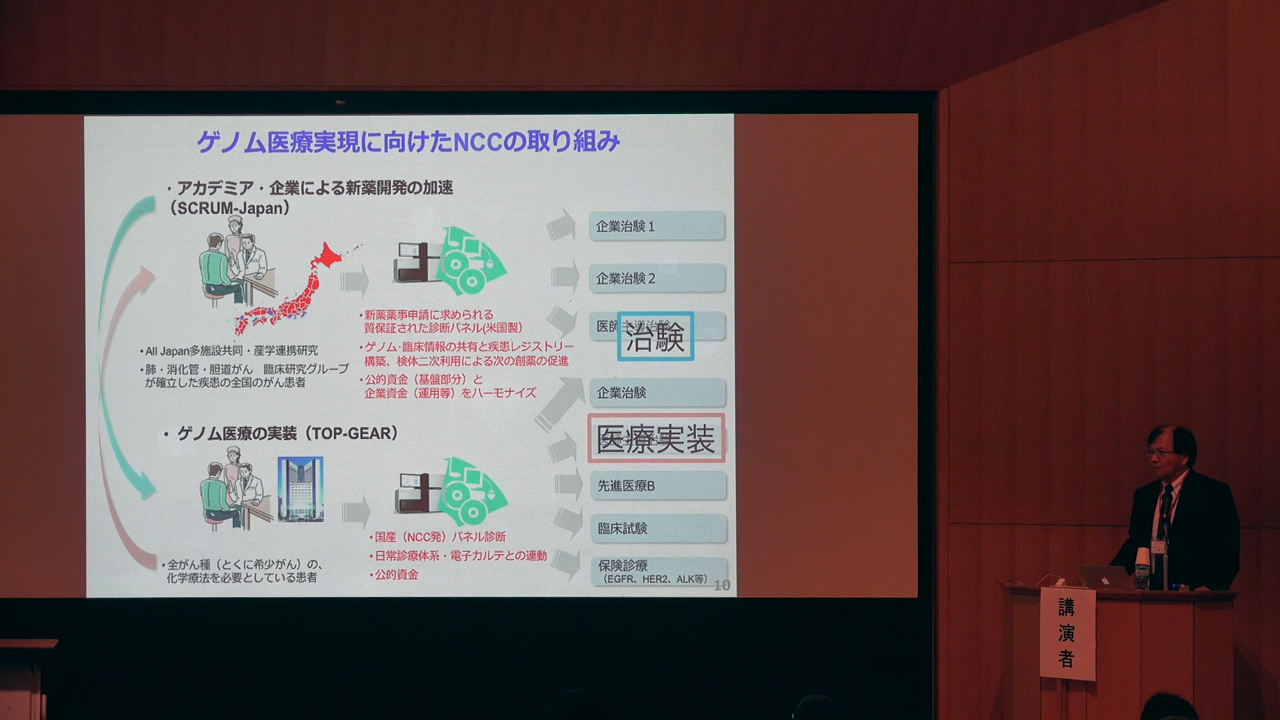 ゲノム医療実現に向けたNCCの取り組み
・アカデミア・企業による新薬開発の加速
(SCRUM-Japan)
・All Japan多施設共同・産学連携研究
・肺・消化管・胆道がん 臨床研究グループ
が確立した疾患の全国のがん患者
・新薬薬事申請に求められる
質保証された診断パネル(米国製)
・ゲノム・臨床情報の共有と疾患レジストリー
構築、検体二次利用による次の創薬の促進
・公的資金(基盤部分)と
企業資金(運用等)をハーモナイズ
企業治験1
企業治験2
医師主導治験
治験
企業治験
医療実装
先進医療B
臨床試験
保険診療
(EGFR、HER2、ALK等)
・ゲノム医療の実装(TOP-GEAR)
・全がん種(とくに希少がん)の、
化学療法を必要としている患者
・国産(NCC発)パネル診断
・日常診療体系・電子カルテとの連動
・公的資金
10
講演者